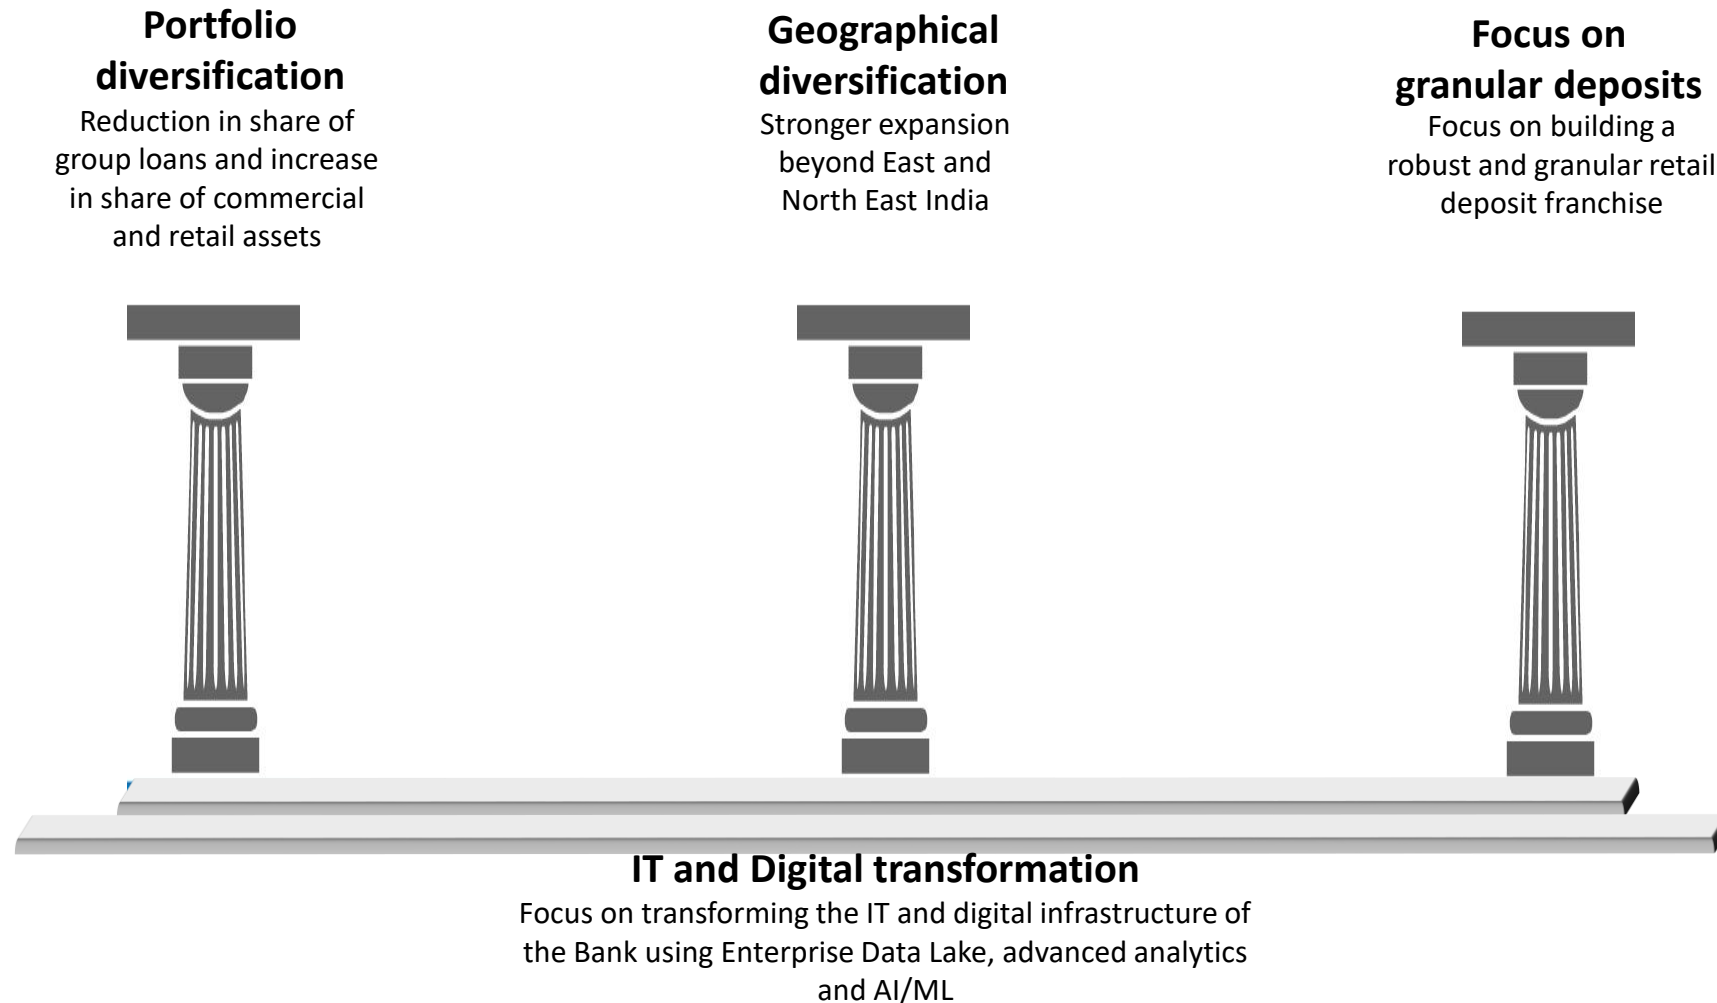 Portfolio
diversification
Reduction in share of
group loans and increase
in share of commercial
and retail assets
Geographical
diversification
Stronger expansion
beyond East and
North East India
Focus on
granular deposits
Focus on building a
robust and granular retail
deposit franchise
IT and Digital transformation
Focus on transforming the IT and digital infrastructure of
the Bank using Enterprise Data Lake, advanced analytics
and AI/ML